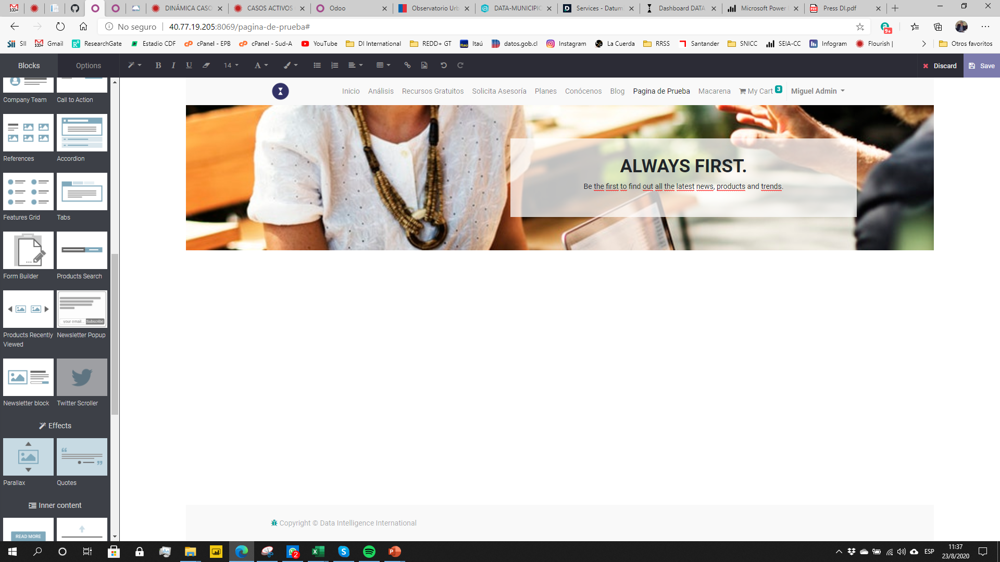 DINÁMICA CASO
CASOS ACTIVOS
Odoo
Observatorio Urb
DATA-MUNICIPIO
Services - Datum
Dashboard DATA
Microsoft Power
Press DI.pdf
No seguro
40.77.19.205:8069/pagina-de-prueba#
9+
SII
100+
Gmail
ResearchGate
Estadio CDF
cPanel - EPB
cPanel - Sud-A
YouTube
DI International
REDD+ GT
Itaú
datos.gob.cl
Instagram
La Cuerda
RRSS
Santander
SNICC
SEIA-CC
Infogram
Flourish |
Otros favoritos
Blocks
Options
B I U
14
A
Discard
Save
Inicio
Análisis
Recursos Gratuitos
Solicita Asesoría
Planes
Conócenos
Blog
Pagina de Prueba
Macarena
My Cart 3
Miguel Admin
Company Team
Call to Action
References
Accordion
Features Grid
Tabs
Form Builder
Products Search
your email...
Subscribe
Products Recently
Viewed
Newsletter Popup
Newsletter block
Twitter Scroller
Effects
Parallax
Quotes
Inner content
READ MORE
ALWAYS FIRST.
Be the first to find out all the latest news, products and trends.
Copyright © Data Intelligence International
2
ESP
11:37
23/8/2020